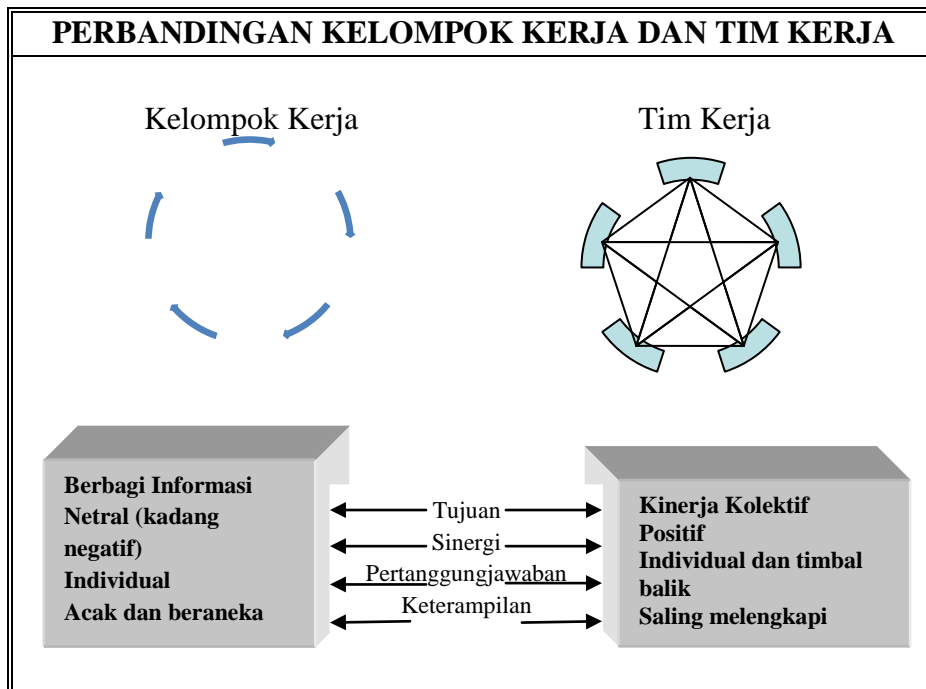 PERBANDINGAN KELOMPOK KERJA DAN TIM KERJA
Kelompok Kerja
Tim Kerja
Berbagi Informasi
Netral (kadang
negatif)
Individual
Acak dan beraneka
Tujuan
Sinergi
Pertanggungjawaban
Keterampilan
Kinerja Kolektif
Positif
Individual dan timbal
balik
Saling melengkapi